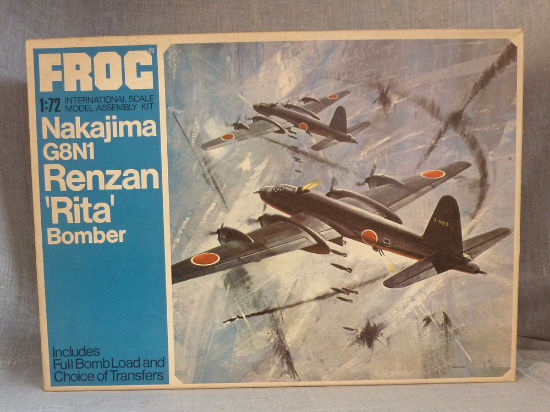 FROG
1:72 INTERNATIONAL SCALE
MODEL ASSEMBLY KIT
Nakajima
G8N1
Renzan
'Rita'
Bomber
Includes
Full Bomb Load and
Choice of Transfers